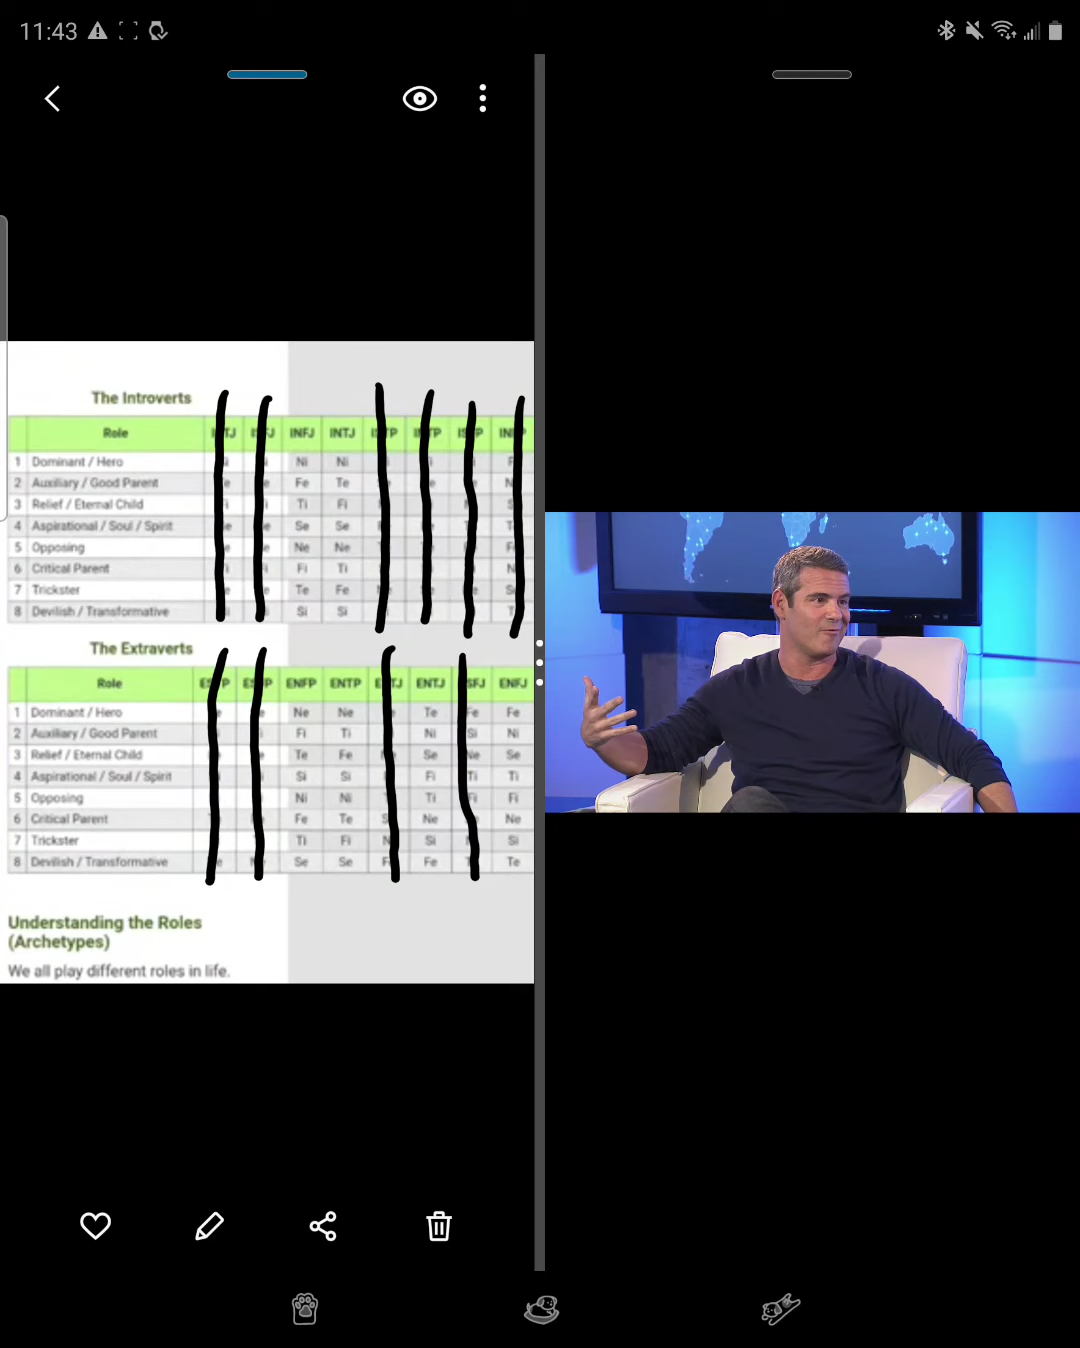 11:43
The Introverts
Role INFJ INTJ
1 Dominant / Hero Ni Ni
2 Auxiliary / Good Parent Fe Te
3 Relief / Eternal Child Ti Fi
4 Aspirational / Soul / Spirit Se Se
5 Opposing Ne Ne
6 Critical Parent Fi Ti
7 Trickster Te Fe
8 Devilish / Transformative Si Si
The Extraverts
Role ENFP ENTP ENTJ ENFJ
1 Dominant / Hero Ne Ne Te Fe Fe
2 Auxiliary / Good Parent Fi Ti Ni Si Ni
3 Relief / Eternal Child Te Fe Se Ne Se
4 Aspirational / Soul / Spirit Si Si Fi Ti Ti
5 Opposing Ni Ni Ti Fi Fi
6 Critical Parent Fe Te Ne Ne
7 Trickster Ti Fi Si Si
8 Devilish / Transformative Se Se Fe Te
Understanding the Roles
(Archetypes)
We all play different roles in life.